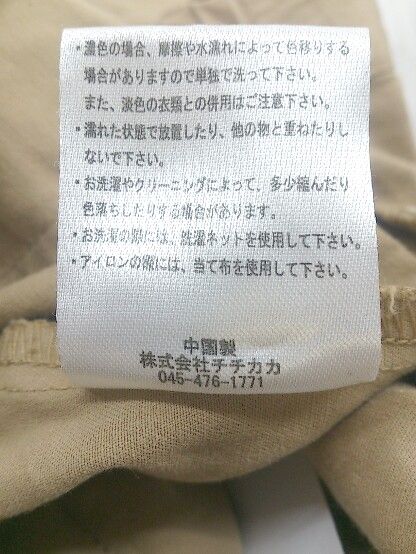 ・濃色の場合、摩擦や水濡れによって色移りする
場合がありますので単独で洗って下さい。
また、淡色の衣類との併用はご注意下さい。
・濡れた状態で放置したり、他の物と重ねたりし
ないで下さい。
・お洗濯やクリーニングによって、多少縮んだり
色落ちしたりする場合があります。
・お洗濯の際には、洗濯ネットを使用して下さい。
・アイロンの際には、当て布を使用して下さい。
中国製
株式会社チチカカ
045-476-1771